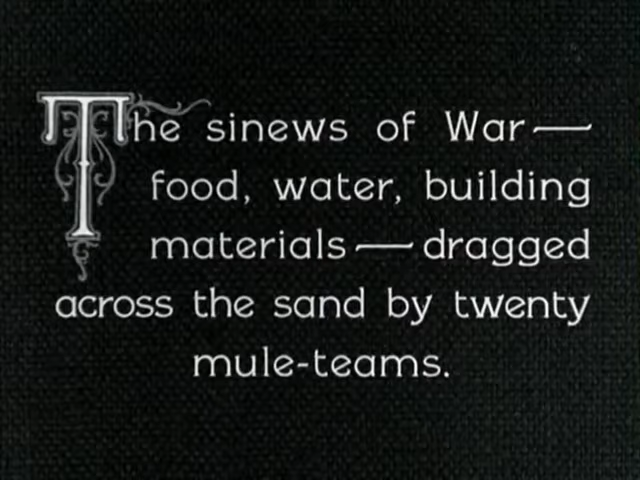 The sinews of War—
food, water, building
materials — dragged
across the sand by twenty
mule-teams.